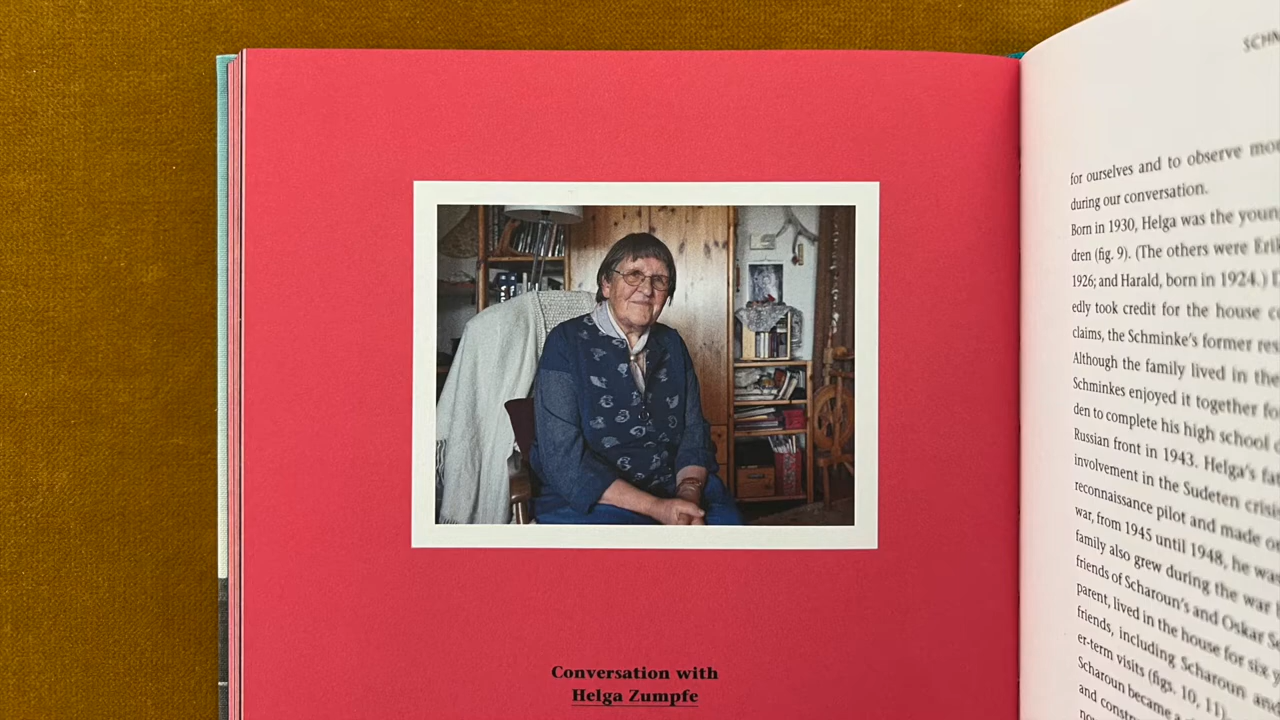 Conversation with
Helga Zumpfe
SCHM
for ourselves and to observe mo
during our conversation.
Born in 1930, Helga was the youn
dren (fig. 9). (The others were Eri
1926; and Harald, born in 1924.)
edly took credit for the house c
claims, the Schminke's former res
Although the family lived in the
Schminkes enjoyed it together fo
den to complete his high school
Russian front in 1943. Helga's fa
involvement in the Sudeten crisi
reconnaissance pilot and made o
war, from 1945 until 1948, he was
family also grew during the war
friends of Scharoun's and Oskar S
parent, lived in the house for six y
friends, including Scharoun and
er-term visits (figs. 10, 11).
Scharoun became a
and constr